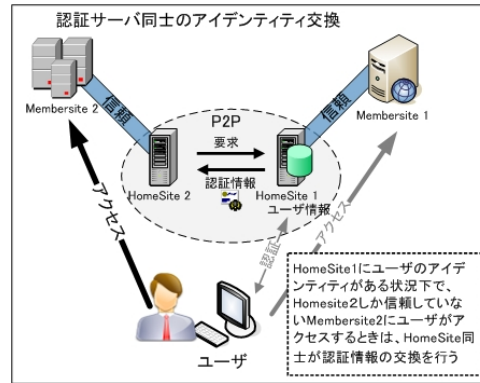 認証サーバ同士のアイデンティティ交換
Membersite 2
信頼
P2P
要求
認証情報
HomeSite 2
HomeSite 1
ユーザ情報
信頼
Membersite 1
アクセス
認証
アクセス
ユーザ
HomeSite1にユーザのアイデ
ンティティがある状況下で、
Homesite2しか信頼してい
ないMembersite2にユーザがア
クセスするときは、HomeSite同
士が認証情報の交換を行う